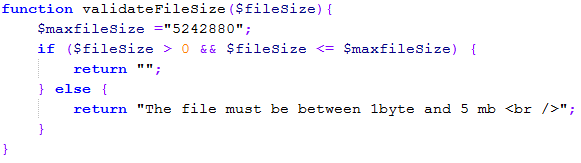 function validateFileSize($fileSize){
    $maxfileSize ="5242880";
    if ($fileSize > 0 && $fileSize <= $maxfileSize) {
        return "";
    } else {
        return "The file must be between 1byte and 5 mb <br />";
    }
}